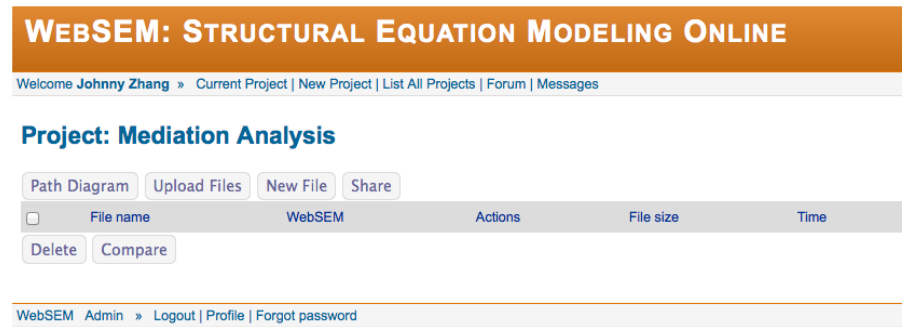 WEBSEM: STRUCTURAL EQUATION MODELING ONLINE
Welcome Johnny Zhang » Current Project | New Project | List All Projects | Forum | Messages
Project: Mediation Analysis
Path Diagram Upload Files New File Share
File name WebSEM Actions File size Time
Delete Compare
WebSEM Admin » Logout | Profile | Forgot password